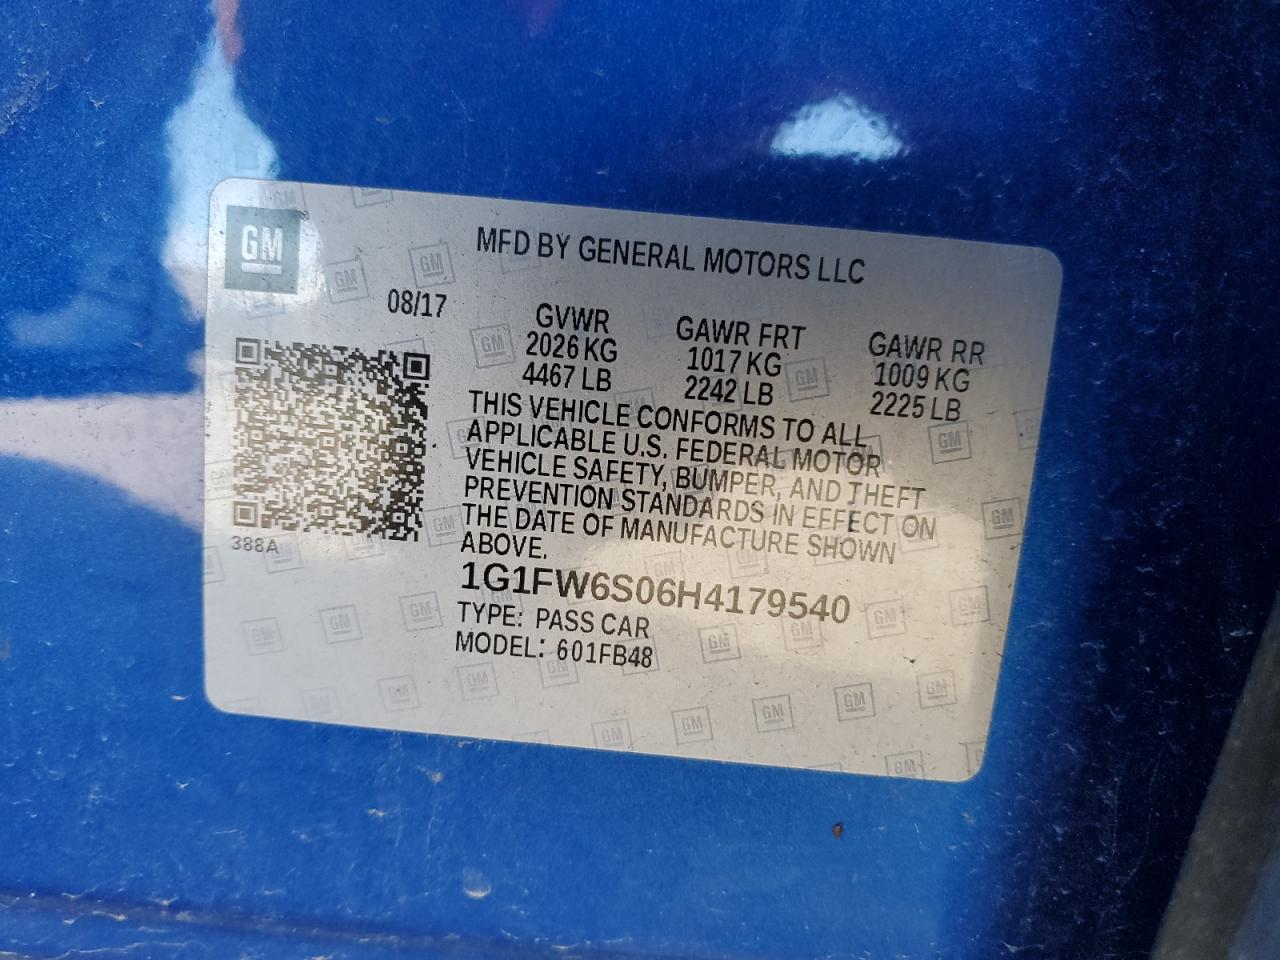 GM
MFD BY GENERAL MOTORS LLC
08/17
GVWR GAWR FRT GAWR RR
2026 KG 1017 KG 1009 KG
4467 LB 2242 LB 2225 LB
THIS VEHICLE CONFORMS TO ALL
APPLICABLE U.S. FEDERAL MOTOR
VEHICLE SAFETY, BUMPER, AND THEFT
PREVENTION STANDARDS IN EFFECT ON
THE DATE OF MANUFACTURE SHOWN
ABOVE.
388A
1G1FW6S06H4179540
TYPE: PASS CAR
MODEL: 601FB48